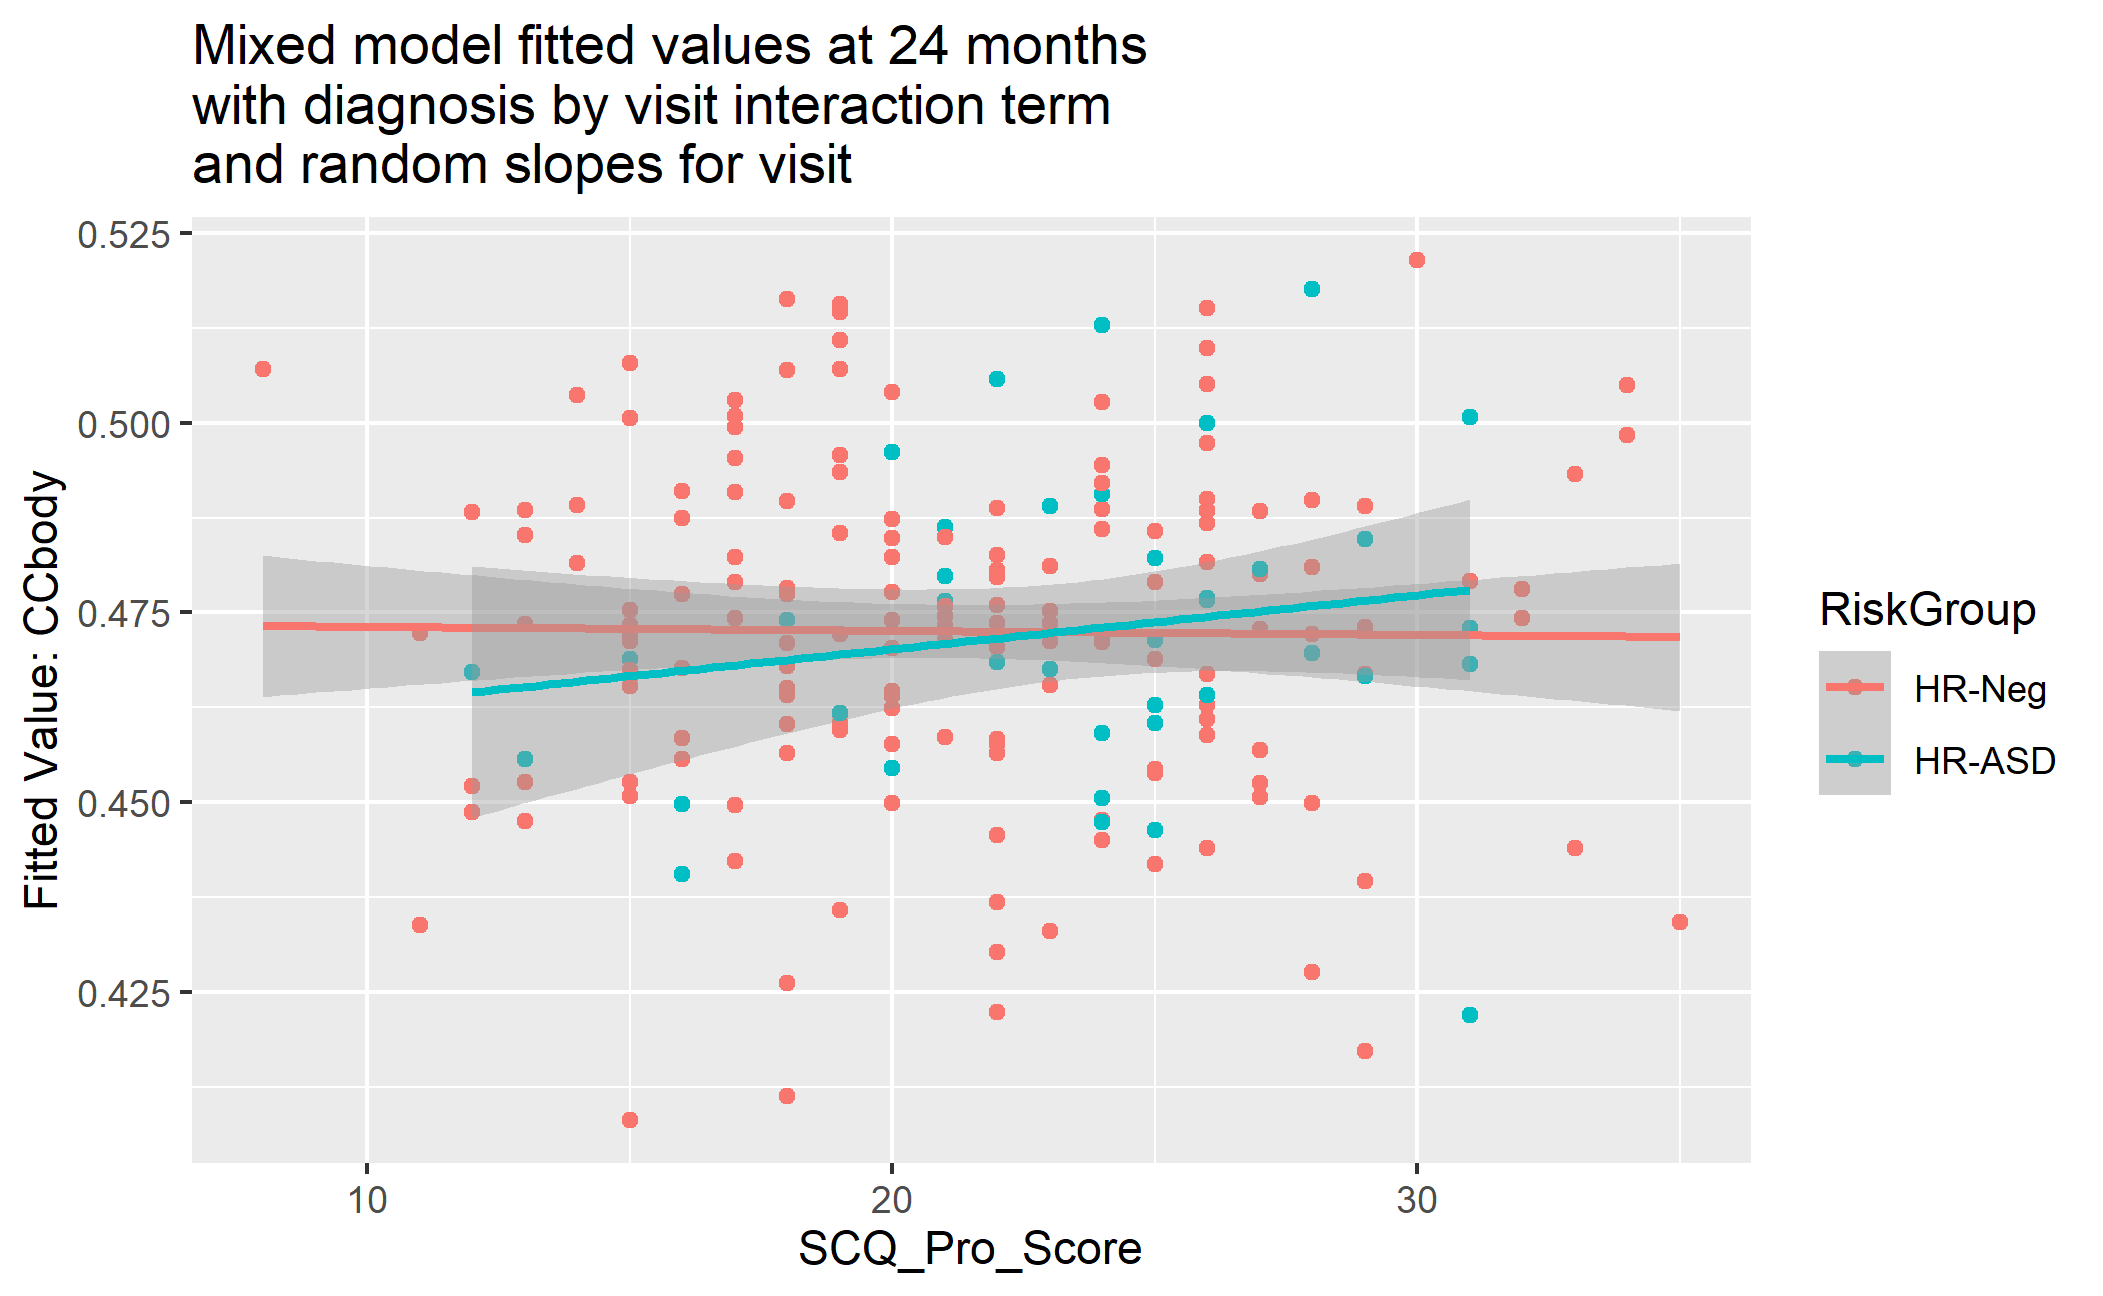 Mixed model fitted values at 24 months
with diagnosis by visit interaction term
and random slopes for visit
Fitted Value: CCbody
0.525
0.500
0.475
0.450
0.425
10
20
30
SCQ_Pro_Score
RiskGroup
HR-Neg
HR-ASD